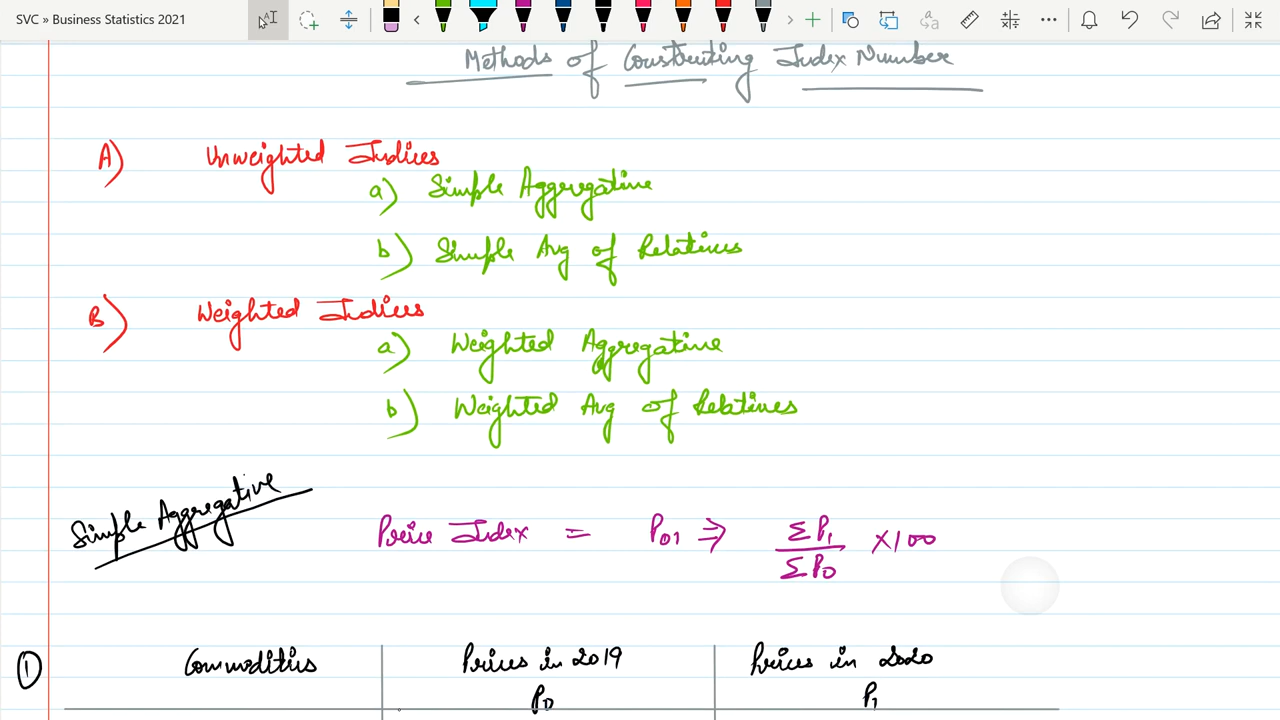 SVC » Business Statistics 2021
Methods of Constructing Index Number
A) Unweighted Indices
a) Simple Aggregative
b) Simple Avg of Relatives
B) Weighted Indices
a) Weighted Aggregative
b) Weighted Avg of Relatives
Simple Aggregative
Price Index = P01 ⇒ ΣP1 / ΣP0 ×100
① Commodities Prices in 2019 Prices in 2020
P0 P1